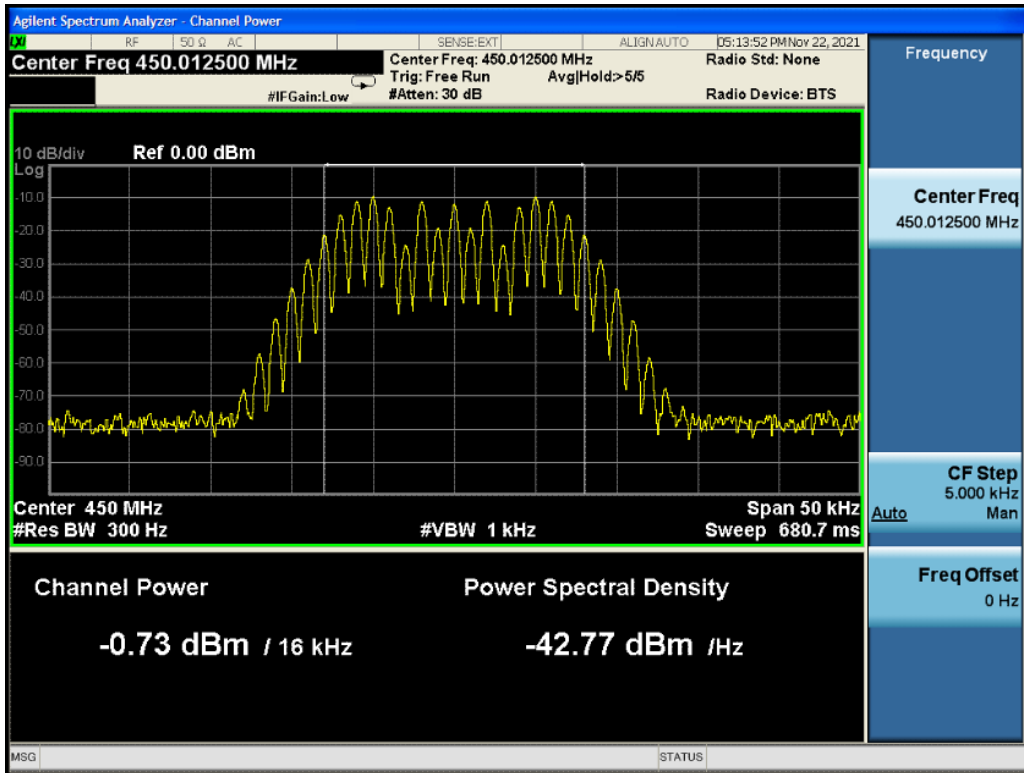 Agilent Spectrum Analyzer - Channel Power
LXI RF 50 Ω AC SENSE:EXT ALIGNAUTO 05:13:52 PMNov 22, 2021
Center Freq 450.012500 MHz
Center Freq: 450.012500 MHz
Radio Std: None
Trig: Free Run Avg|Hold:>5/5
#IFGain:Low
#Atten: 30 dB
Radio Device: BTS
10 dB/div Ref 0.00 dBm
Log
-10.0
-20.0
-30.0
-40.0
-50.0
-60.0
-70.0
-80.0
-90.0
Center 450 MHz Span 50 kHz
#Res BW 300 Hz #VBW 1 kHz Sweep 680.7 ms
Channel Power Power Spectral Density
-0.73 dBm / 16 kHz -42.77 dBm /Hz
Frequency
Center Freq
450.012500 MHz
CF Step
5.000 kHz
Auto Man
Freq Offset
0 Hz
MSG STATUS